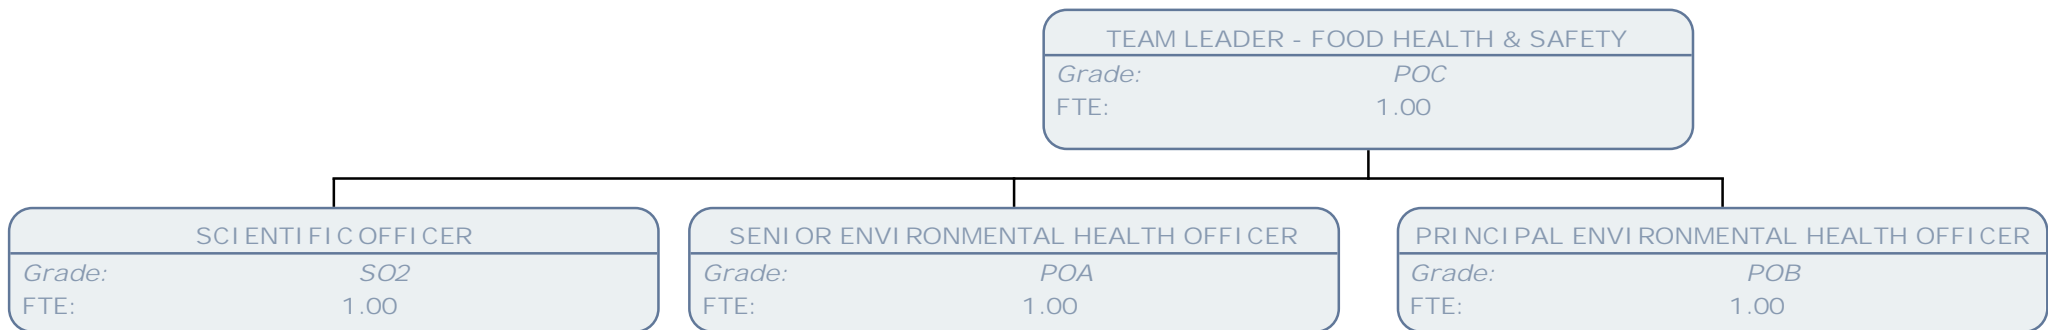 TEAM LEADER - FOOD HEALTH & SAFETY
Grade: POC
FTE: 1.00
SCIENTIFIC OFFICER
Grade: SO2
FTE: 1.00
SENIOR ENVIRONMENTAL HEALTH OFFICER
Grade: POA
FTE: 1.00
PRINCIPAL ENVIRONMENTAL HEALTH OFFICER
Grade: POB
FTE: 1.00